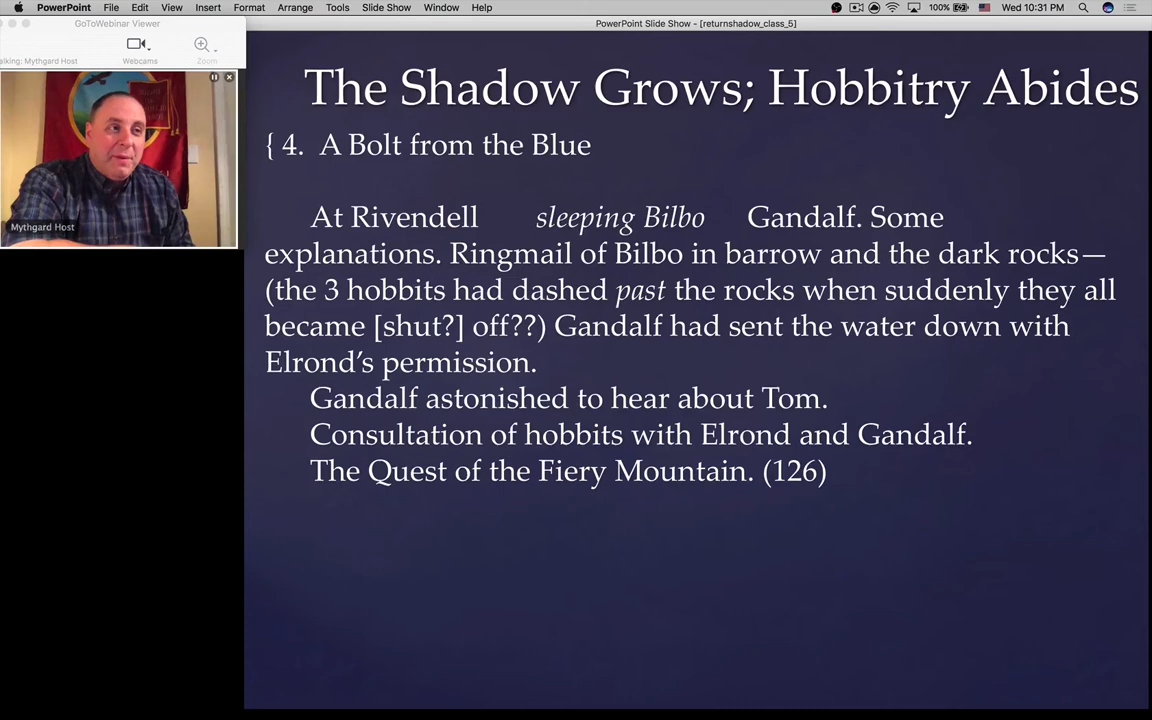 PowerPoint File Edit View Insert Format Arrange Tools Slide Show Window Help 100% Wed 10:31 PM
GoToWebinar Viewer
PowerPoint Slide Show - [returnshadow_class_5]
Webcams Zoom
alking: Mythgard Host
Mythgard Host
The Shadow Grows; Hobbitry Abides
{ 4. A Bolt from the Blue
At Rivendell sleeping Bilbo Gandalf. Some
explanations. Ringmail of Bilbo in barrow and the dark rocks—
(the 3 hobbits had dashed past the rocks when suddenly they all
became [shut?] off??) Gandalf had sent the water down with
Elrond’s permission.
Gandalf astonished to hear about Tom.
Consultation of hobbits with Elrond and Gandalf.
The Quest of the Fiery Mountain. (126)